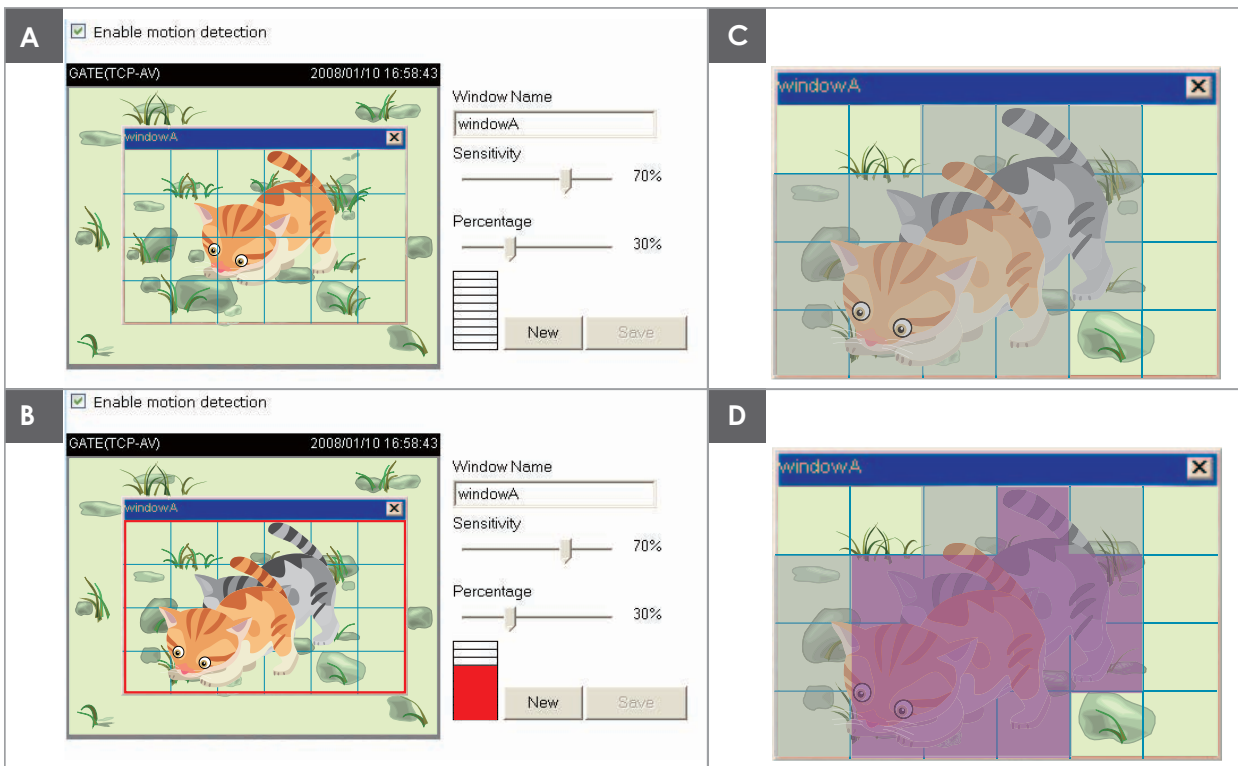 A
Enable motion detection
GATE(TCP-AV) 2008/01/10 16:58:43
windowA
Window Name
windowA
Sensitivity
70%
Percentage
30%
New Save
B
Enable motion detection
GATE(TCP-AV) 2008/01/10 16:58:43
windowA
Window Name
windowA
Sensitivity
70%
Percentage
30%
New Save
C
windowA
D
windowA